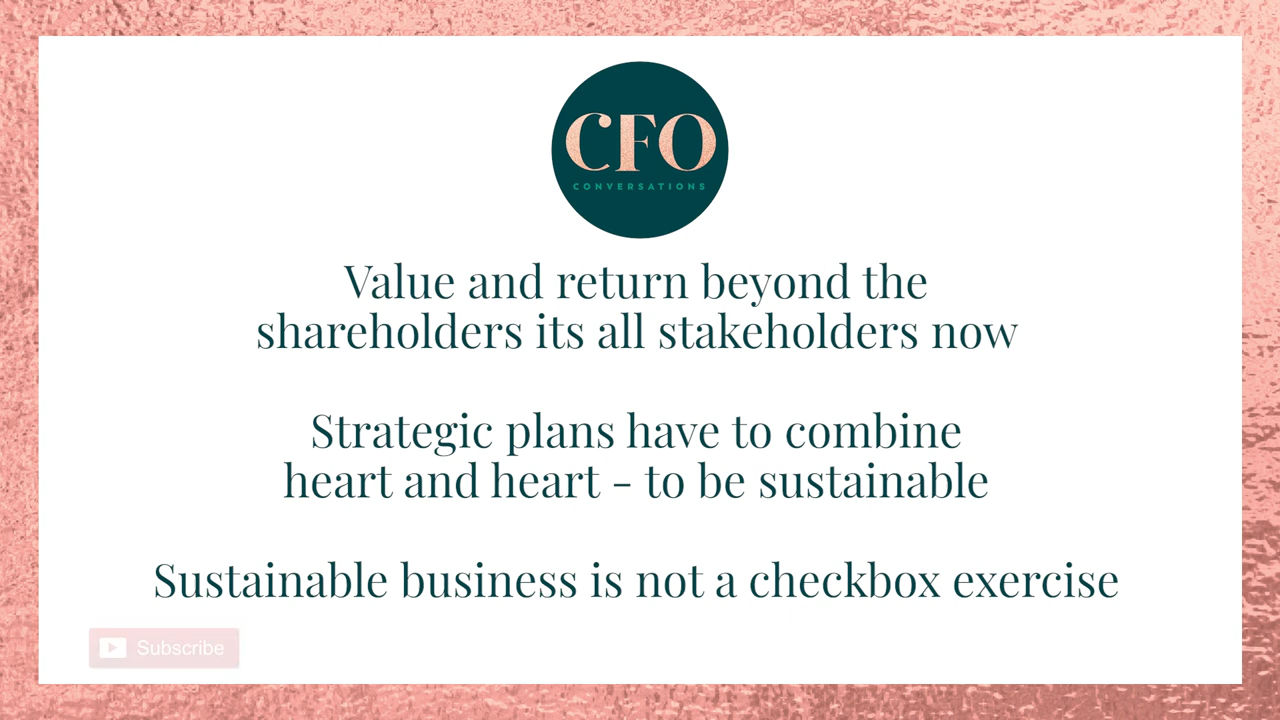 CFO
CONVERSATIONS
Value and return beyond the
shareholders its all stakeholders now
Strategic plans have to combine
heart and heart - to be sustainable
Sustainable business is not a checkbox exercise
Subscribe